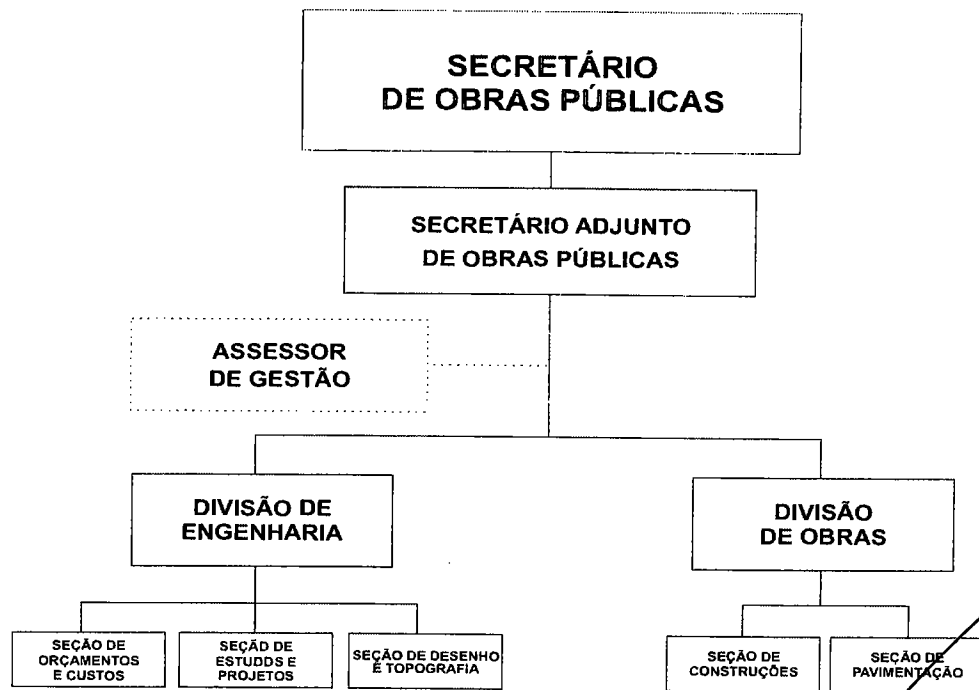 SECRETÁRIO
DE OBRAS PÚBLICAS
SECRETÁRIO ADJUNTO
DE OBRAS PÚBLICAS
ASSESSOR
DE GESTÃO
DIVISÃO DE
ENGENHARIA
DIVISÃO
DE OBRAS
SEÇÃO DE
ORÇAMENTOS
E CUSTOS
SEÇÃD DE
ESTUDDS E
PROJETOS
SEÇÃO DE DESENHO
E TOPOGRAFIA
SEÇÃO DE
CONSTRUÇÕES
SEÇÃO DE
PAVIMENTAÇÃO